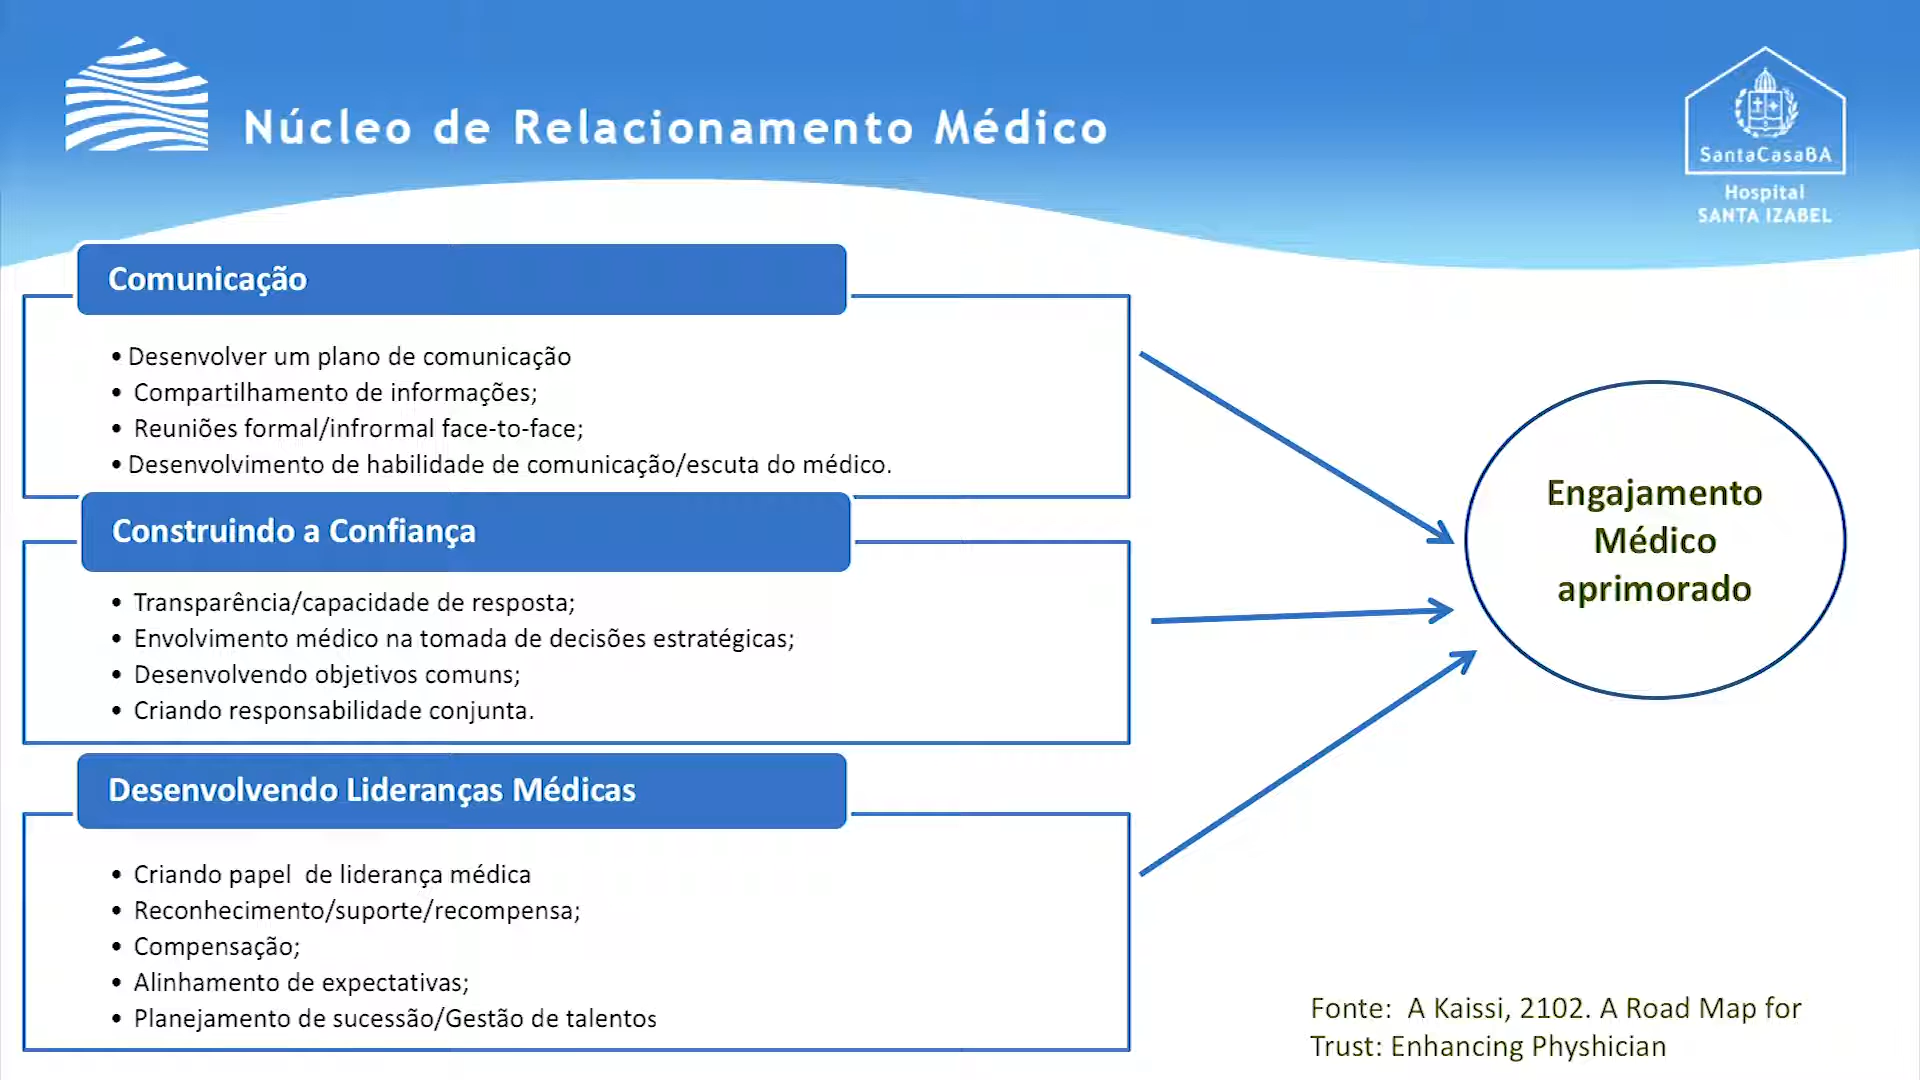 Núcleo de Relacionamento Médico
SantaCasaBA
Hospital
SANTA IZABEL
Comunicação
• Desenvolver um plano de comunicação
• Compartilhamento de informações;
• Reuniões formal/infrormal face-to-face;
• Desenvolvimento de habilidade de comunicação/escuta do médico.
Construindo a Confiança
• Transparência/capacidade de resposta;
• Envolvimento médico na tomada de decisões estratégicas;
• Desenvolvendo objetivos comuns;
• Criando responsabilidade conjunta.
Desenvolvendo Lideranças Médicas
• Criando papel  de liderança médica
• Reconhecimento/suporte/recompensa;
• Compensação;
• Alinhamento de expectativas;
• Planejamento de sucessão/Gestão de talentos
Engajamento
Médico
aprimorado
Fonte:  A Kaissi, 2102. A Road Map for
Trust: Enhancing Physhician